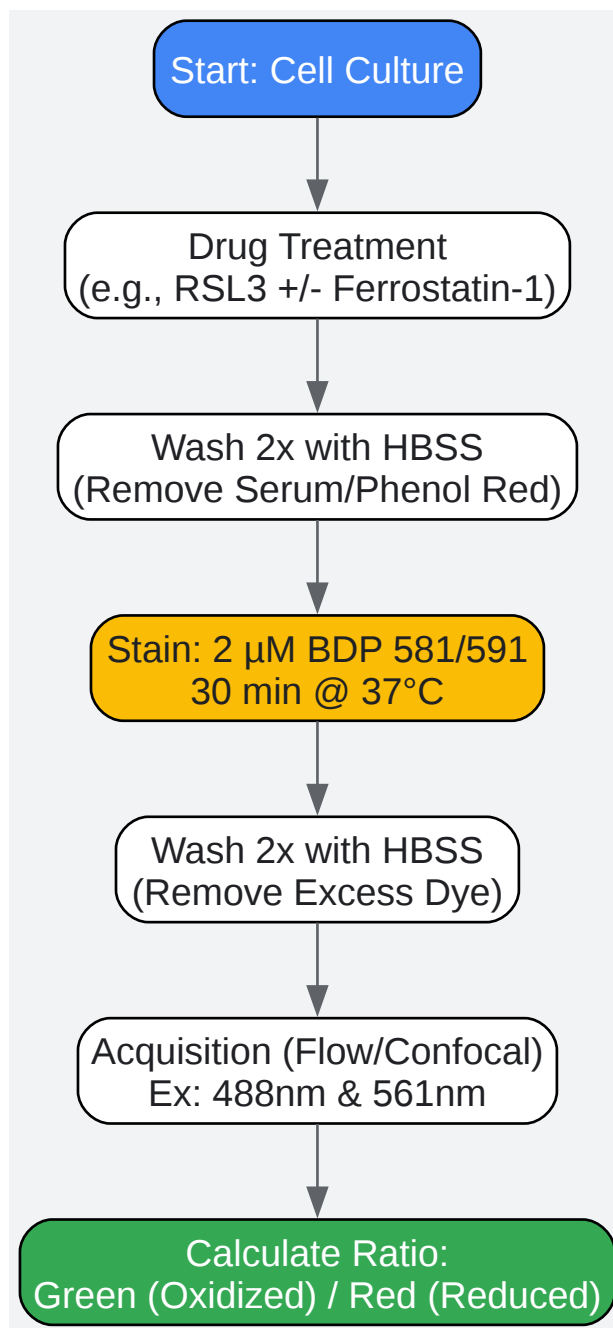 Start: Cell Culture
Drug Treatment
(e.g., RSL3 +/- Ferrostatin-1)
Wash 2x with HBSS
(Remove Serum/Phenol Red)
Stain: 2 µM BDP 581/591
30 min @ 37°C
Wash 2x with HBSS
(Remove Excess Dye)
Acquisition (Flow/Confocal)
Ex: 488nm & 561nm
Calculate Ratio:
Green (Oxidized) / Red (Reduced)